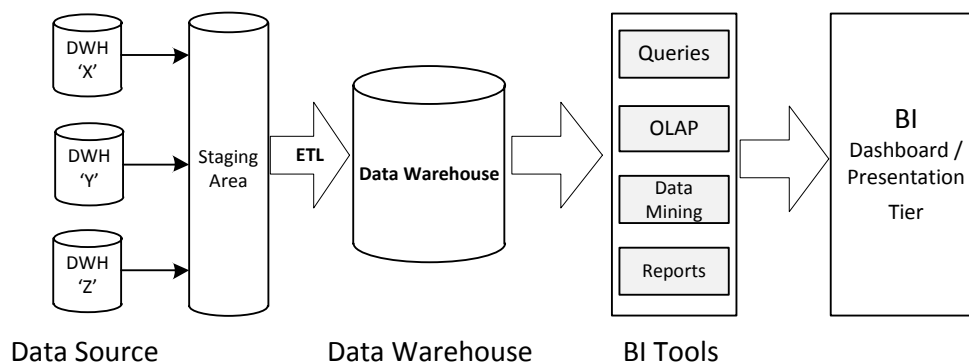 DWH
'X'
DWH
'Y'
DWH
'Z'
Staging
Area
ETL
Data Warehouse
Queries
OLAP
Data
Mining
Reports
BI
Dashboard /
Presentation
Tier
Data Source
Data Warehouse
BI Tools